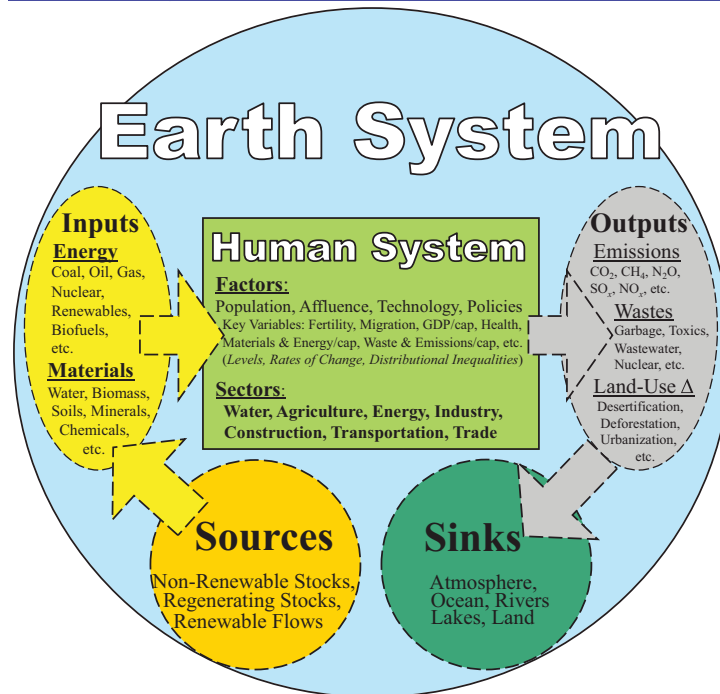 Earth System
Inputs
Energy
Coal, Oil, Gas,
Nuclear,
Renewables,
Biofuels,
etc.
Materials
Water, Biomass,
Soils, Minerals,
Chemicals,
etc.
Human System
Factors:
Population, Affluence, Technology, Policies
Key Variables: Fertility, Migration, GDP/cap, Health,
Materials & Energy/cap, Waste & Emissions/cap, etc.
(Levels, Rates of Change, Distributional Inequalities)
Sectors:
Water, Agriculture, Energy, Industry,
Construction, Transportation, Trade
Outputs
Emissions
CO₂, CH₄, N₂O,
SOₓ, NOₓ, etc.
Wastes
Garbage, Toxics,
Wastewater,
Nuclear, etc.
Land-Use Δ
Desertification,
Deforestation,
Urbanization,
etc.
Sources
Non-Renewable Stocks,
Regenerating Stocks,
Renewable Flows
Sinks
Atmosphere,
Ocean, Rivers
Lakes, Land